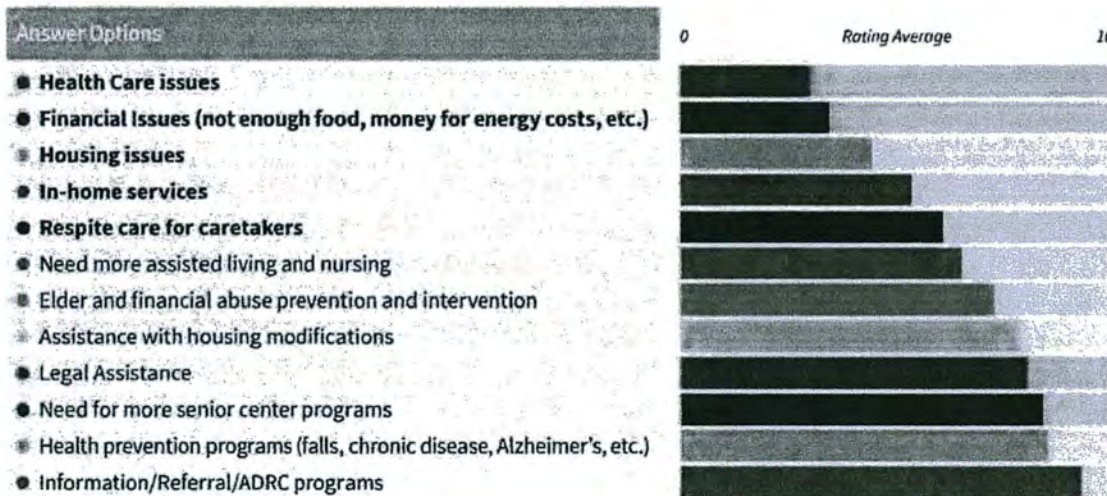 Answer Options
0 Rating Average 10
Health Care issues
Financial Issues (not enough food, money for energy costs, etc.)
Housing issues
In-home services
Respite care for caretakers
Need more assisted living and nursing
Elder and financial abuse prevention and intervention
Assistance with housing modifications
Legal Assistance
Need for more senior center programs
Health prevention programs (falls, chronic disease, Alzheimer's, etc.)
Information/Referral/ADRC programs